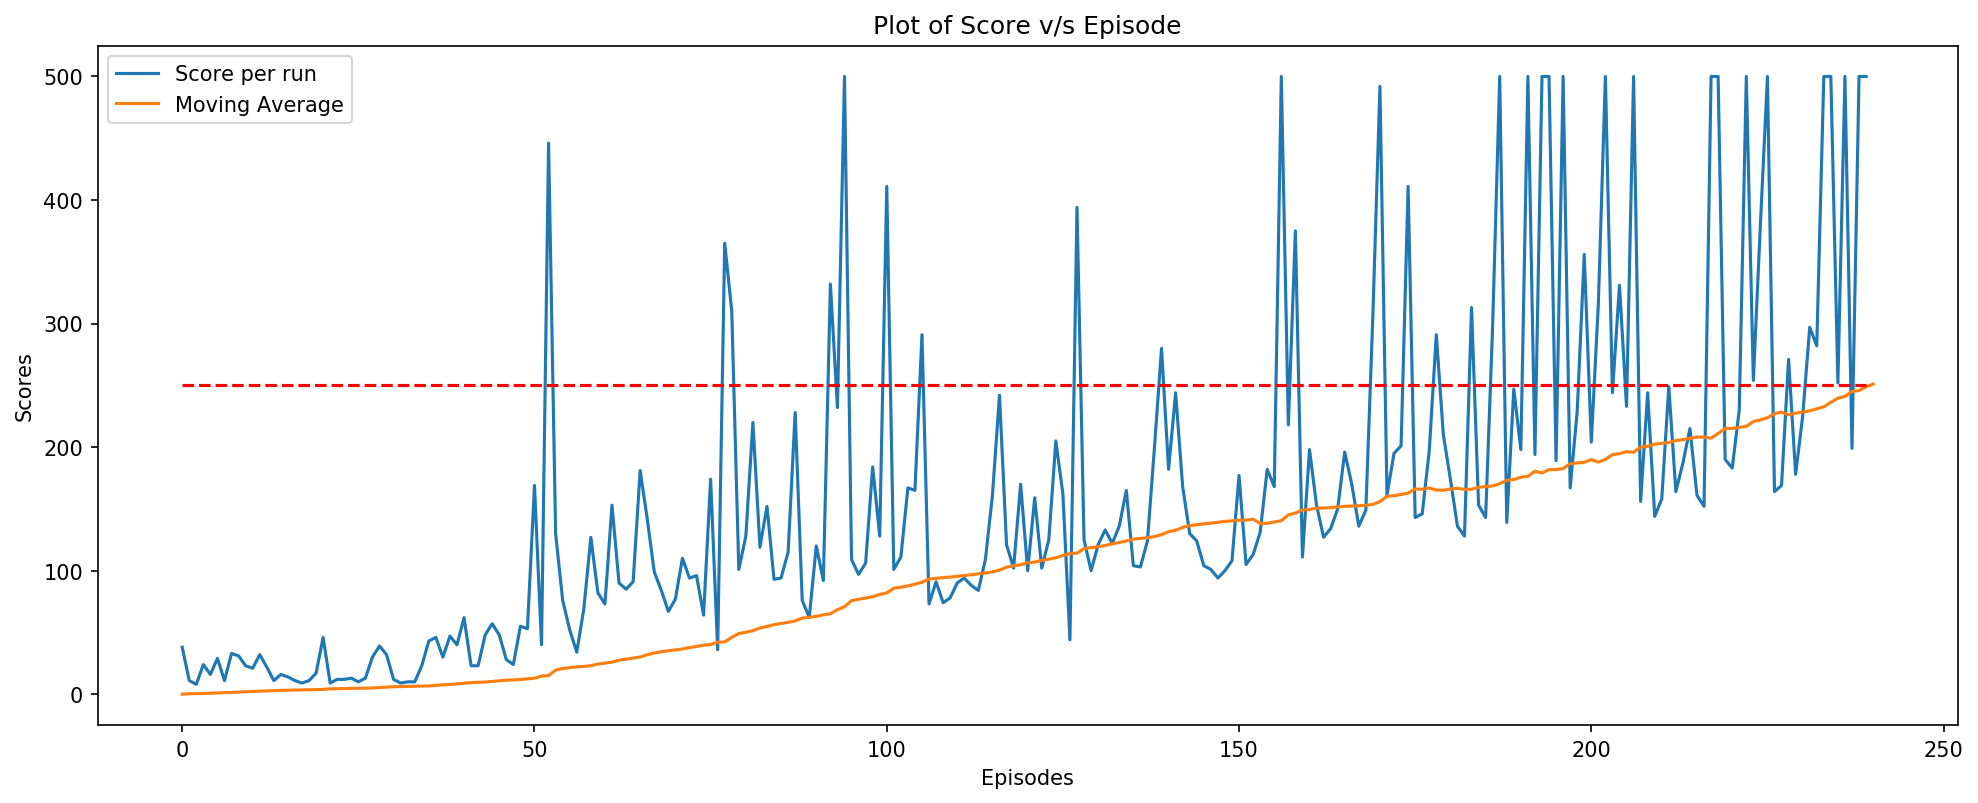 Plot of Score v/s Episode
Score per run
Moving Average
500
400
300
200
100
0
Scores
0 50 100 150 200 250
Episodes